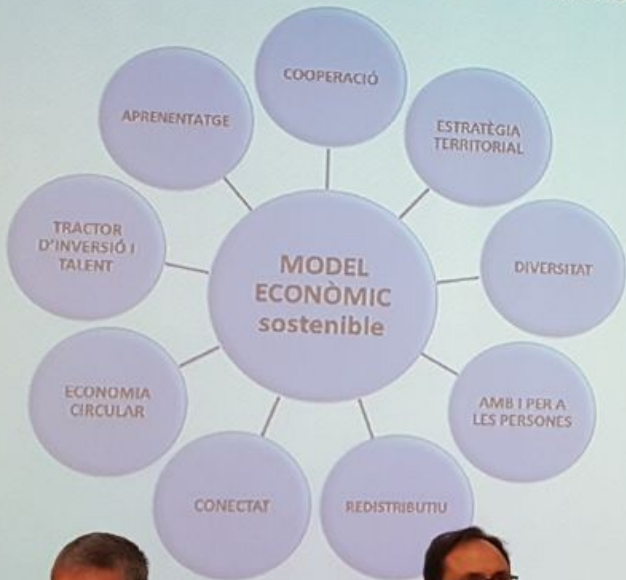 COOPERACIÓ
APRENENTATGE
ESTRATÈGIA
TERRITORIAL
TRACTOR
D'INVERSIÓ I
TALENT
MODEL
ECONÒMIC
sostenible
DIVERSITAT
ECONOMIA
CIRCULAR
AMB I PER A
LES PERSONES
CONECTAT
REDISTRIBUTIU